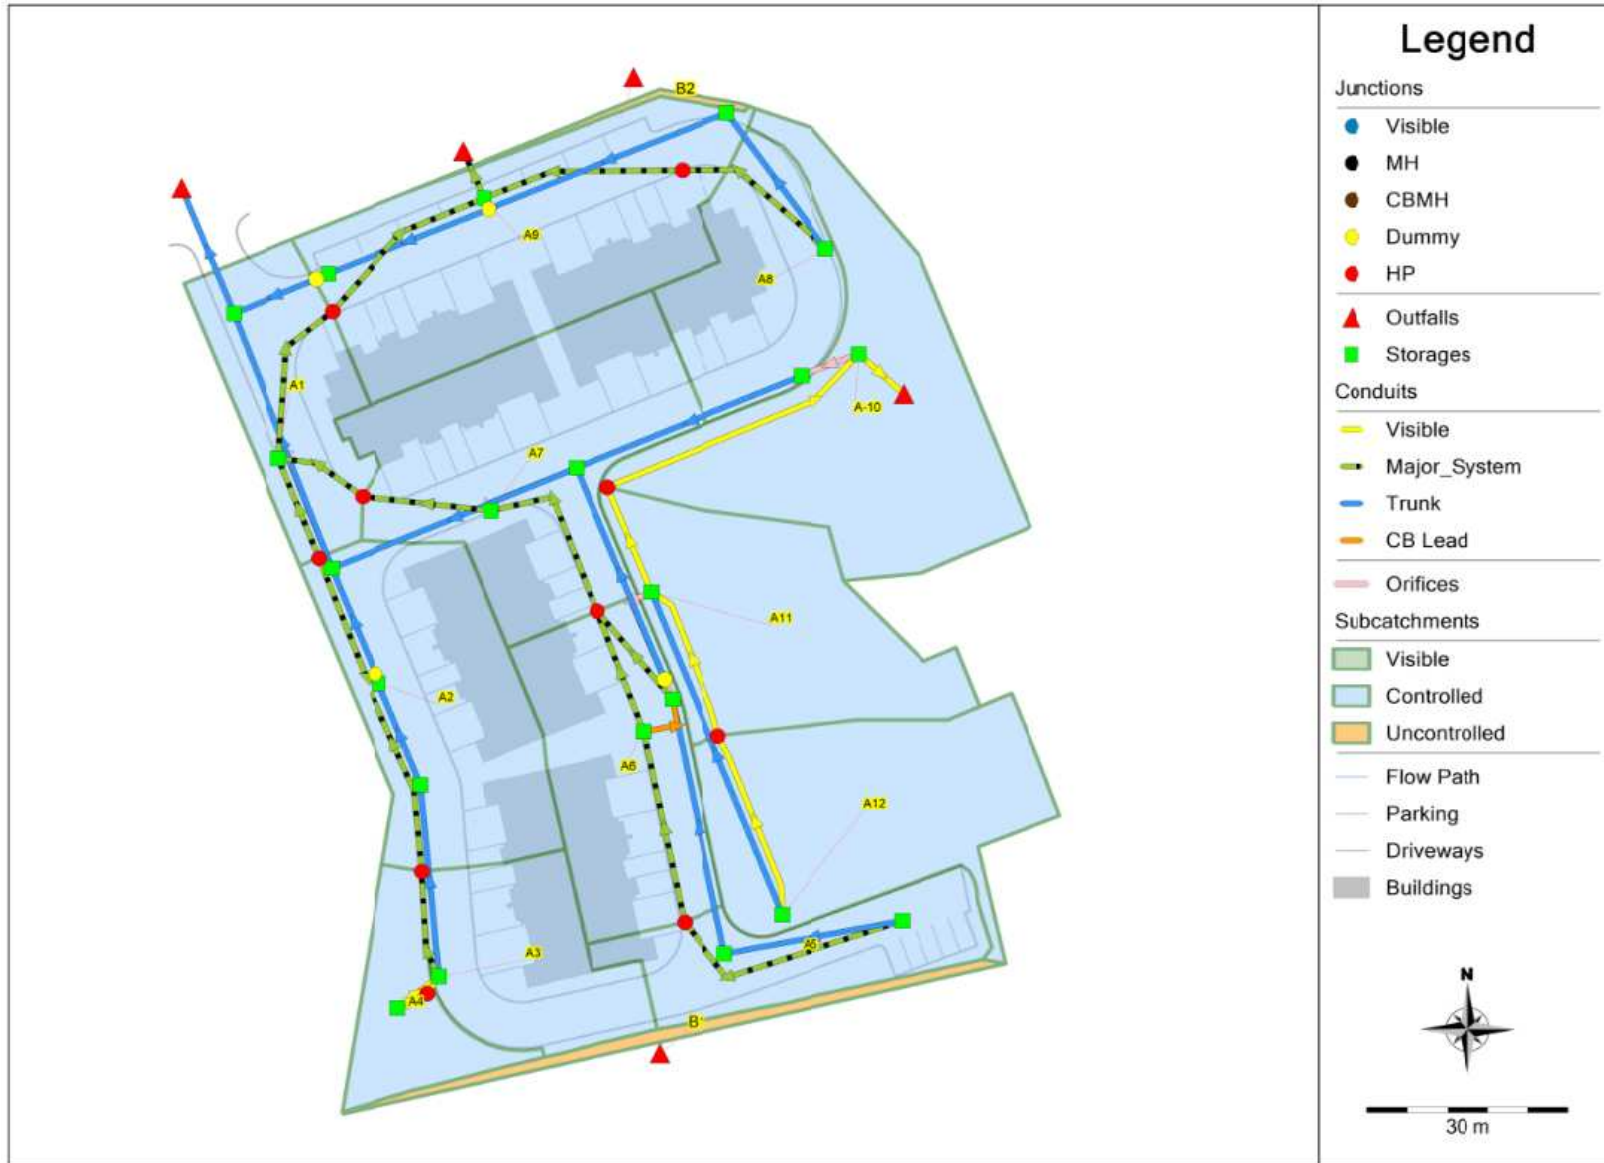 B2
A9
A8
A1
A-10
A7
A11
A2
A6
A12
A5
A3
A4
B'
Legend
Junctions
Visible
MH
CBMH
Dummy
HP
Outfalls
Storages
Conduits
Visible
Major_System
Trunk
CB Lead
Orifices
Subcatchments
Visible
Controlled
Uncontrolled
Flow Path
Parking
Driveways
Buildings
N
30 m